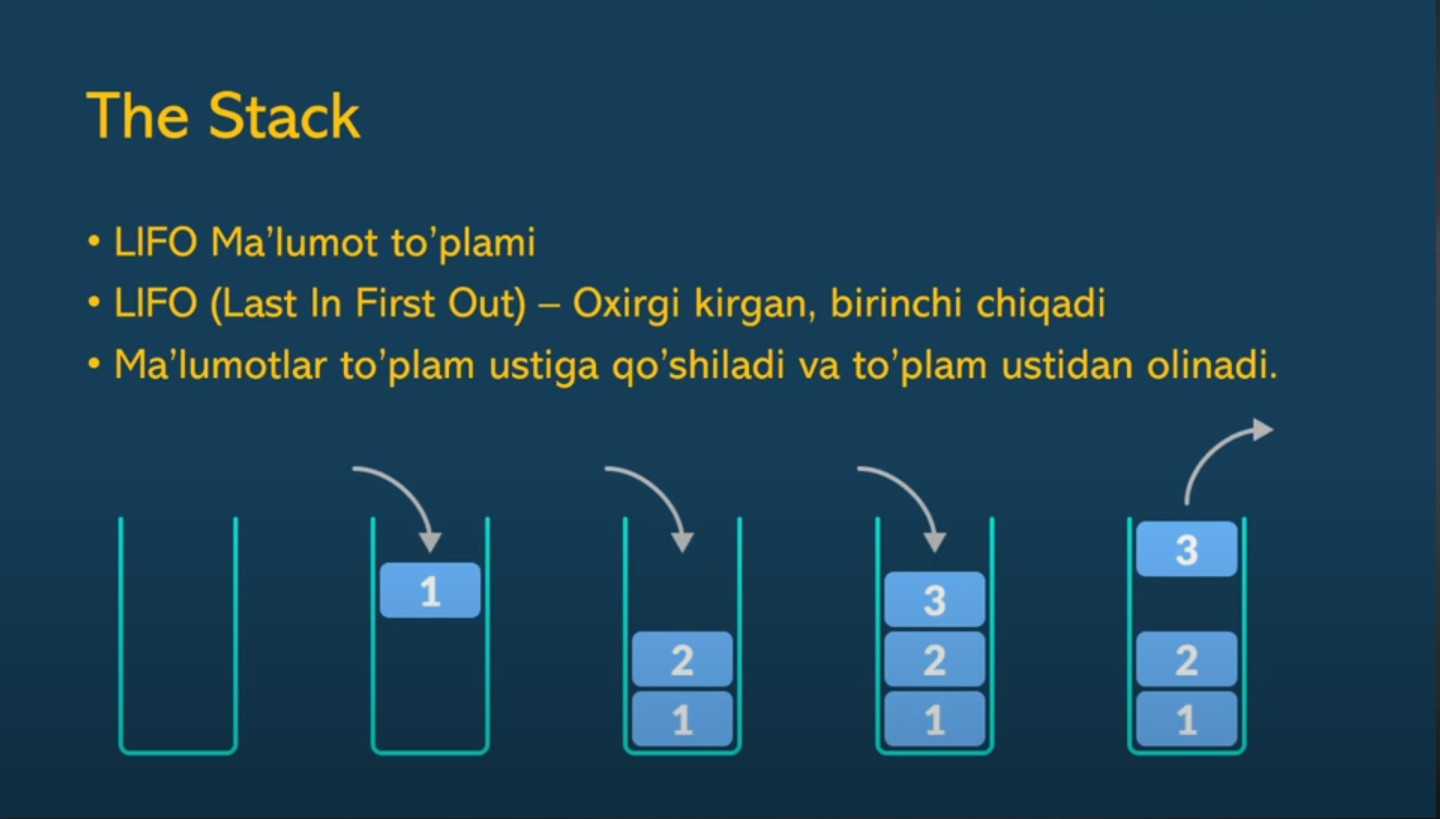 The Stack
• LIFO Ma’lumot to’plami
• LIFO (Last In First Out) – Oxirgi kirgan, birinchi chiqadi
• Ma’lumotlar to’plam ustiga qo’shiladi va to’plam ustidan olinadi.
1
2
1
3
2
1
3
2
1